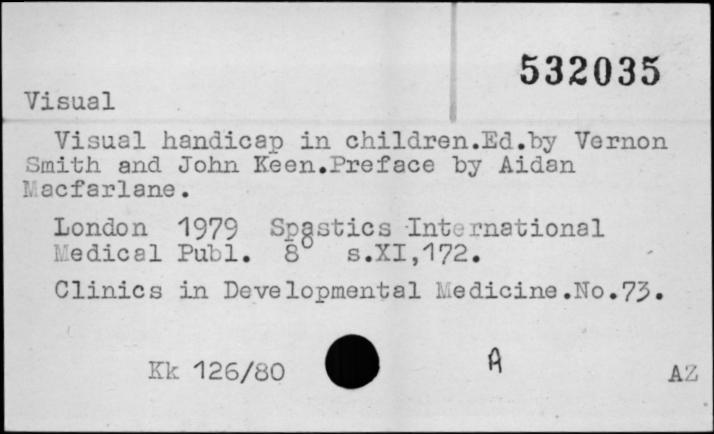 532035
Visual
Visual handicap in children.Ed.by Vernon
Smith and John Keen.Preface by Aidan
Macfarlane.
London 1979 Spastics International
Medical Publ. 8° s.XI,172.
Clinics in Developmental Medicine.No.73.
Kk 126/80
A
AZ